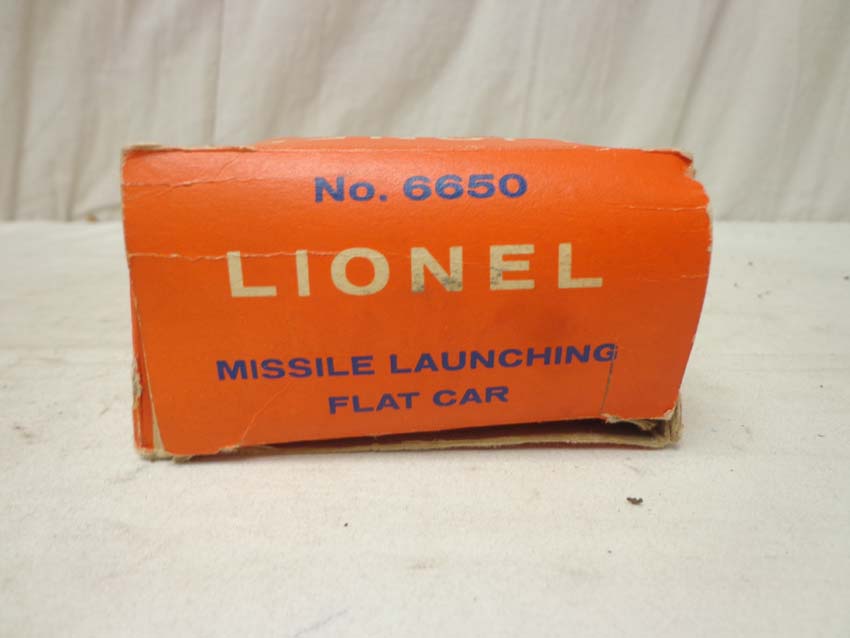 No. 6650
LIONEL
MISSILE LAUNCHING
FLAT CAR